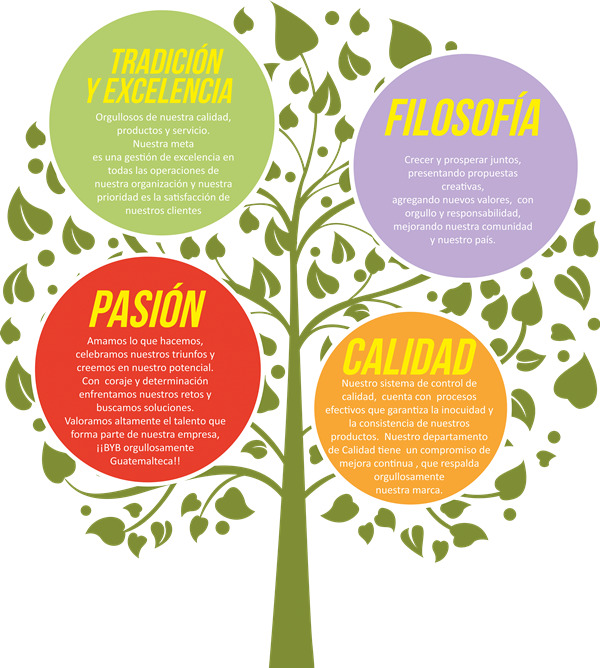 TRADICIÓN
Y EXCELENCIA
Orgullosos de nuestra calidad,
productos y servicio.
Nuestra meta
es una gestión de excelencia en
todas las operaciones de
nuestra organización y nuestra
prioridad es la satisfacción de
nuestros clientes
FILOSOFÍA
Crecer y prosperar juntos,
presentando propuestas
creativas,
agregando nuevos valores, con
orgullo y responsabilidad,
mejorando nuestra comunidad
y nuestro país.
PASIÓN
Amamos lo que hacemos,
celebramos nuestros triunfos y
creemos en nuestro potencial.
Con coraje y determinación
enfrentamos nuestros retos y
buscamos soluciones.
Valoramos altamente el talento que
forma parte de nuestra empresa,
¡¡BYB orgullosamente
Guatemalteca!!
CALIDAD
Nuestro sistema de control de
calidad, cuenta con procesos
efectivos que garantiza la inocuidad y
la consistencia de nuestros
productos. Nuestro departamento
de Calidad tiene un compromiso de
mejora continua , que respalda
orgullosamente
nuestra marca.